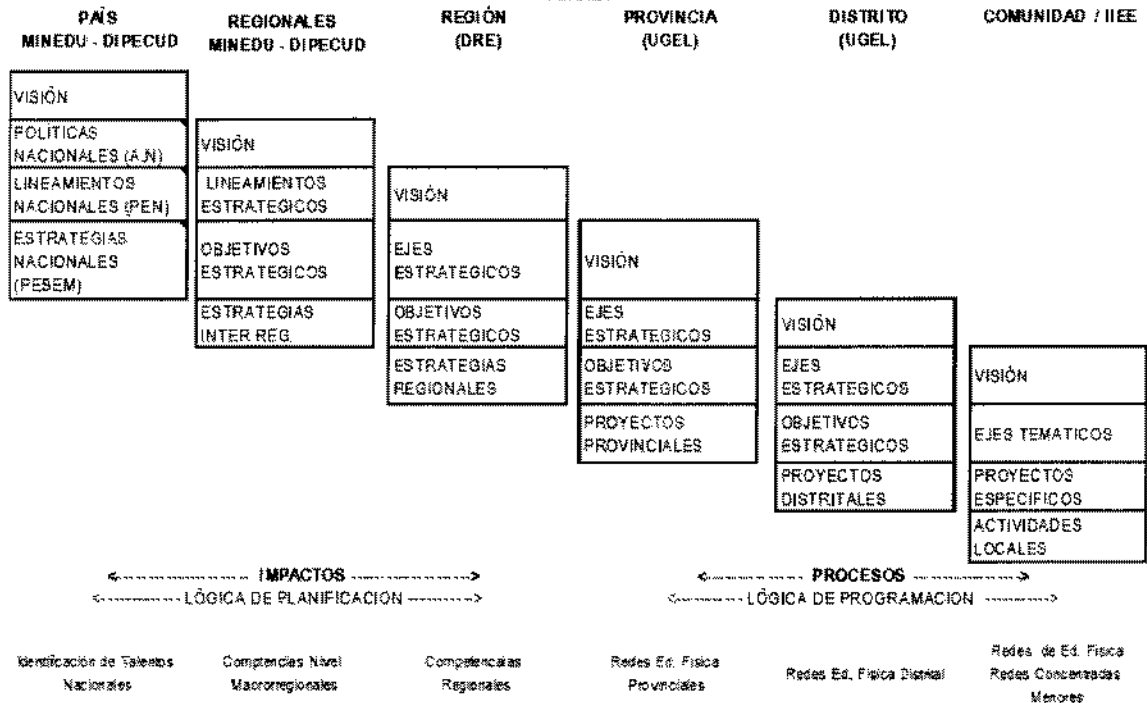 PAÍS
MINEDU - DIPECUD
REGIONALES
MINEDU - DIPECUD
REGIÓN
(DRE)
PROVINCIA
(UGEL)
DISTRITO
(UGEL)
COMUNIDAD / IIEE
VISIÓN
POLÍTICAS
NACIONALES (A.N)
LINEAMIENTOS
NACIONALES (PEN)
ESTRATEGIAS
NACIONALES
(PESEM)
VISIÓN
LINEAMIENTOS
ESTRATEGICOS
OBJETIVOS
ESTRATEGICOS
ESTRATEGIAS
INTER REG.
VISIÓN
EJES
ESTRATEGICOS
OBJETIVOS
ESTRATEGICOS
ESTRATEGIAS
REGIONALES
VISIÓN
EJES
ESTRATEGICOS
OBJETIVOS
ESTRATEGICOS
PROYECTOS
PROVINCIALES
VISIÓN
EJES
ESTRATEGICOS
OBJETIVOS
ESTRATEGICOS
PROYECTOS
DISTRITALES
VISIÓN
EJES TEMATICOS
PROYECTOS
ESPECIFICOS
ACTIVIDADES
LOCALES
<------------ IMPACTOS ------------>
<------------ LÓGICA DE PLANIFICACION ------------>
<------------ PROCESOS ------------>
<------------ LÓGICA DE PROGRAMACION ------------>
Identificación de Talentos
Nacionales
Comptencias Nivel
Macrorregionales
Competencaias
Regionales
Redes Ed. Fisica
Provinciales
Redes Ed. Fisica Distrital
Redes de Ed. Fisica
Redes Concentradas
Menores